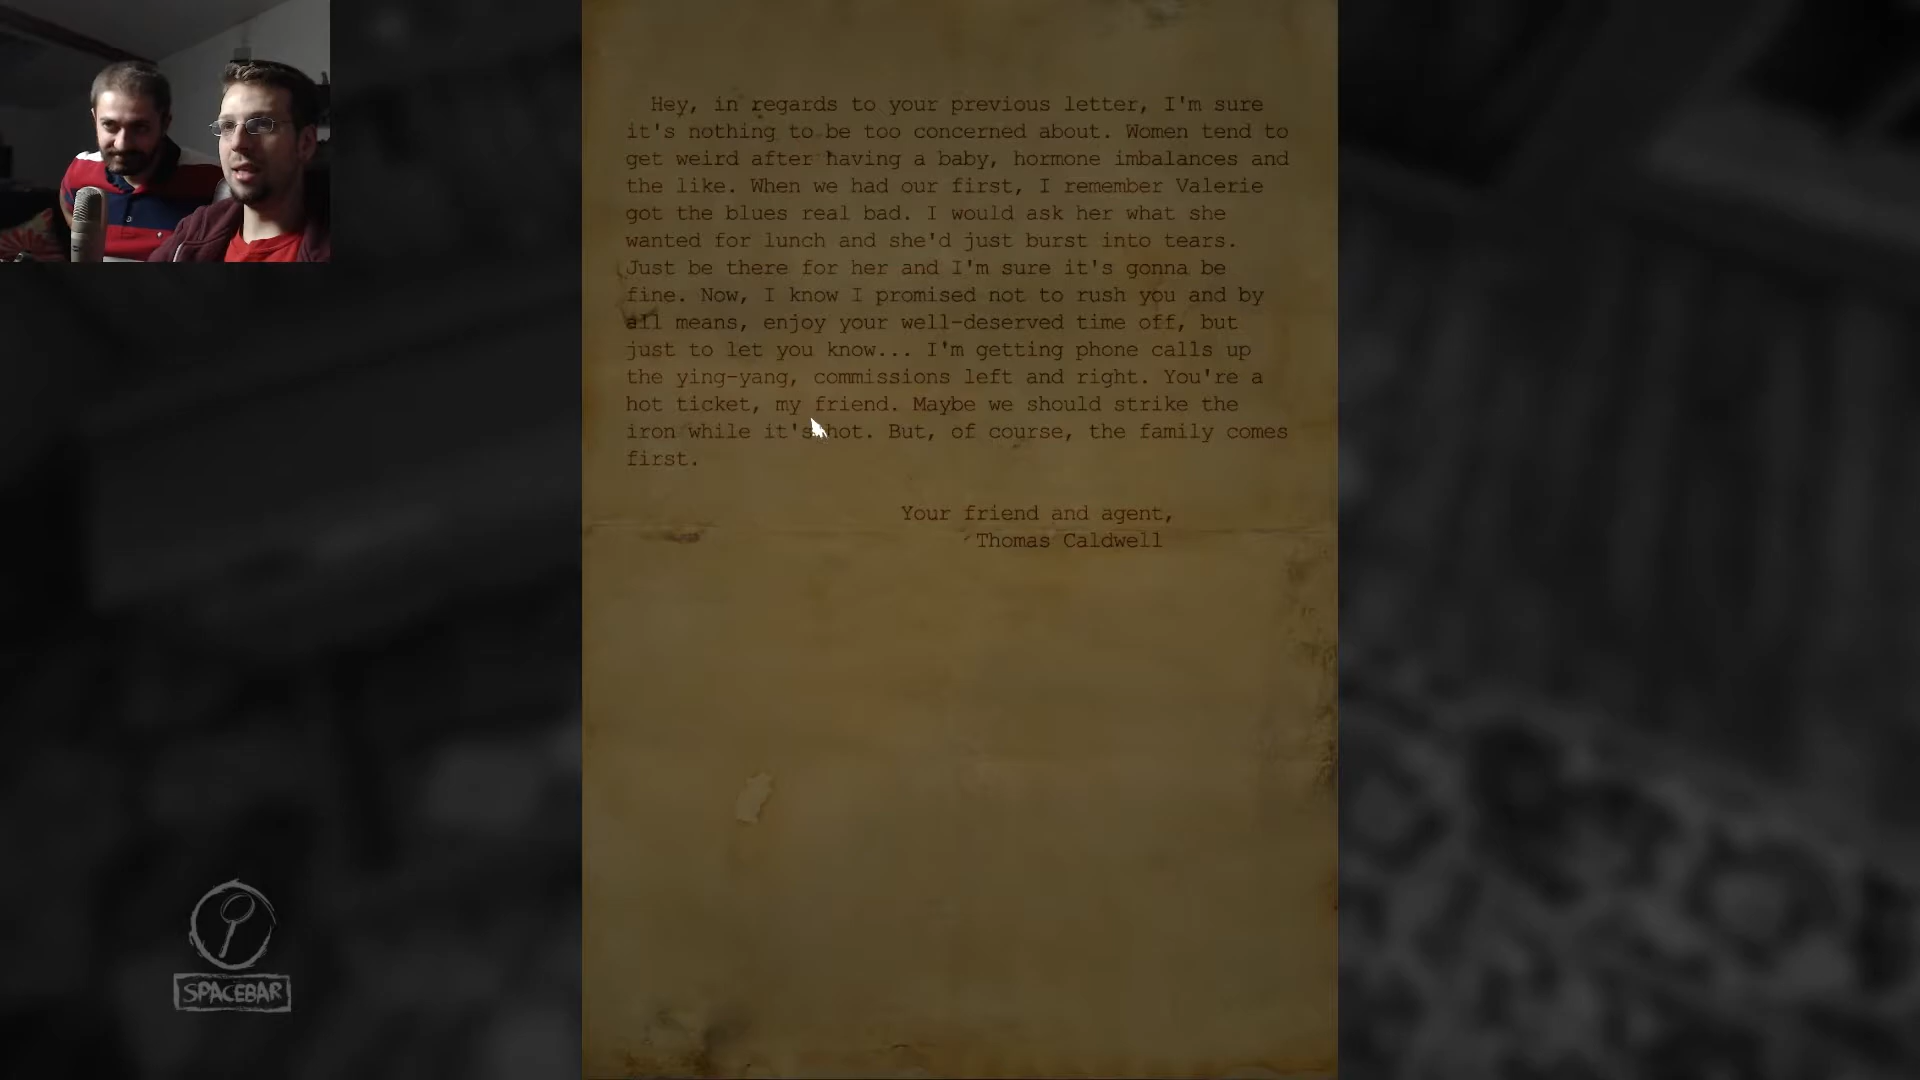 Hey, in regards to your previous letter, I'm sure
it's nothing to be too concerned about. Women tend to
get weird after having a baby, hormone imbalances and
the like. When we had our first, I remember Valerie
got the blues real bad. I would ask her what she
wanted for lunch and she'd just burst into tears.
Just be there for her and I'm sure it's gonna be
fine. Now, I know I promised not to rush you and by
all means, enjoy your well-deserved time off, but
just to let you know... I'm getting phone calls up
the ying-yang, commissions left and right. You're a
hot ticket, my friend. Maybe we should strike the
iron while it's hot. But, of course, the family comes
first.
Your friend and agent,
Thomas Caldwell
SPACEBAR